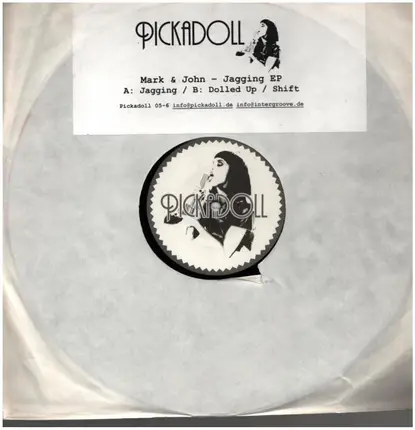 PICKADOLL
Mark & John - Jagging EP
A: Jagging / B: Dolled Up / Shift
Pickadoll 05-6 info@pickadoll.de info@intergroove.de
PICKADOLL